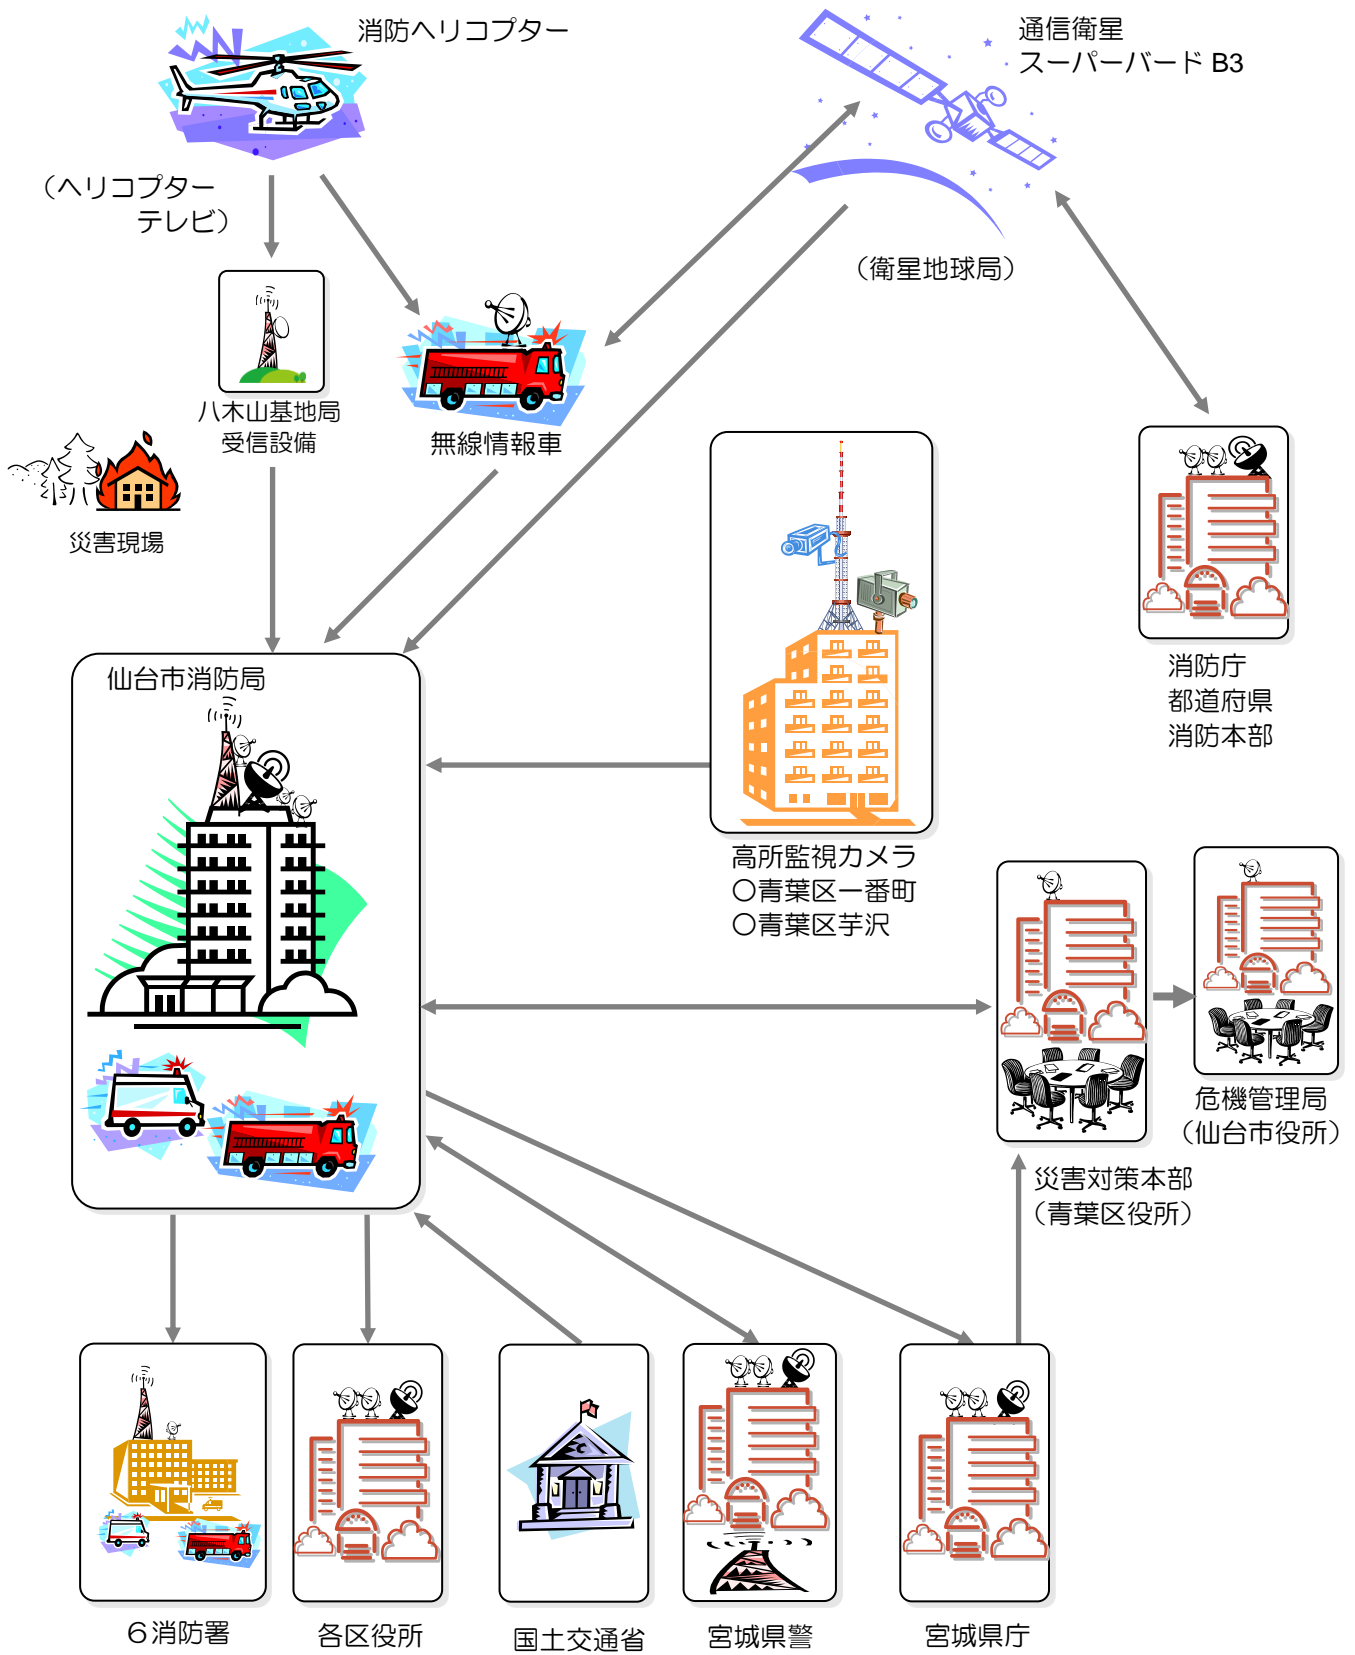 消防ヘリコプター
通信衛星
スーパーバード B3
（ヘリコプター
テレビ）
（衛星地球局）
八木山基地局
受信設備
無線情報車
災害現場
仙台市消防局
消防庁
都道府県
消防本部
高所監視カメラ
○青葉区一番町
○青葉区芋沢
危機管理局
（仙台市役所）
災害対策本部
（青葉区役所）
６消防署
各区役所
国土交通省
宮城県警
宮城県庁